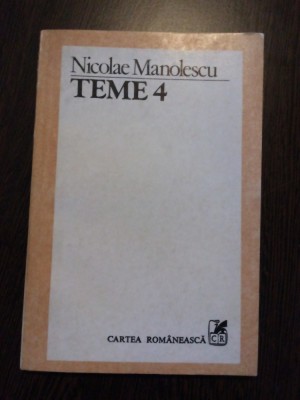 Nicolae Manolescu
TEME 4
CARTEA ROMÂNEASCĂ
CR